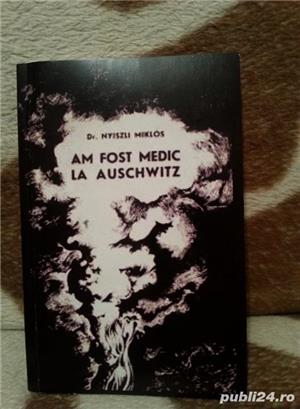 Dr. NYISZLI MIKLÓS
AM FOST MEDIC
LA AUSCHWITZ
publi24.ro